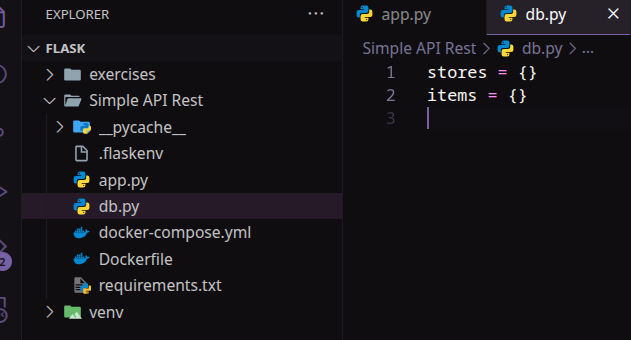 EXPLORER
...
FLASK
exercises
Simple API Rest
__pycache__
.flaskenv
app.py
db.py
docker-compose.yml
Dockerfile
requirements.txt
venv
2
app.py
db.py
Simple API Rest > db.py > ...
1 stores = {}
2 items = {}
3